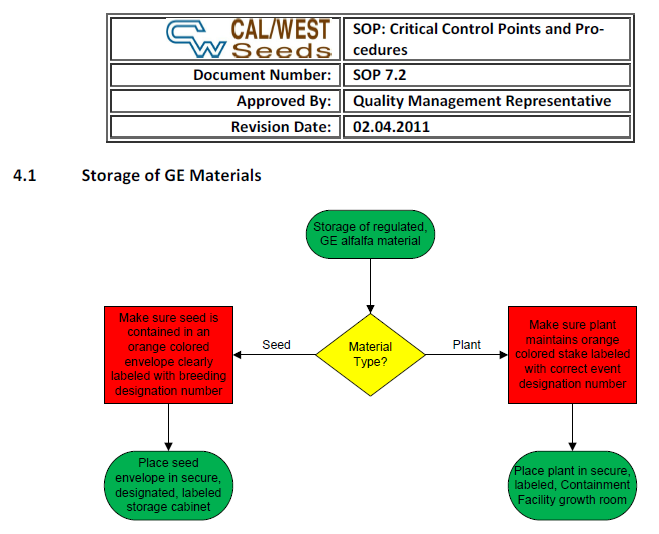 CAL/WEST
Seeds
CW
SOP: Critical Control Points and Pro-
cedures
Document Number:
SOP 7.2
Approved By:
Quality Management Representative
Revision Date:
02.04.2011
4.1 Storage of GE Materials
Storage of regulated,
GE alfalfa material
Make sure seed is
contained in an
orange colored
envelope clearly
labeled with breeding
designation number
Seed
Material
Type?
Plant
Make sure plant
maintains orange
colored stake labeled
with correct event
designation number
Place seed
envelope in secure,
designated, labeled
storage cabinet
Place plant in secure,
labeled, Containment
Facility growth room